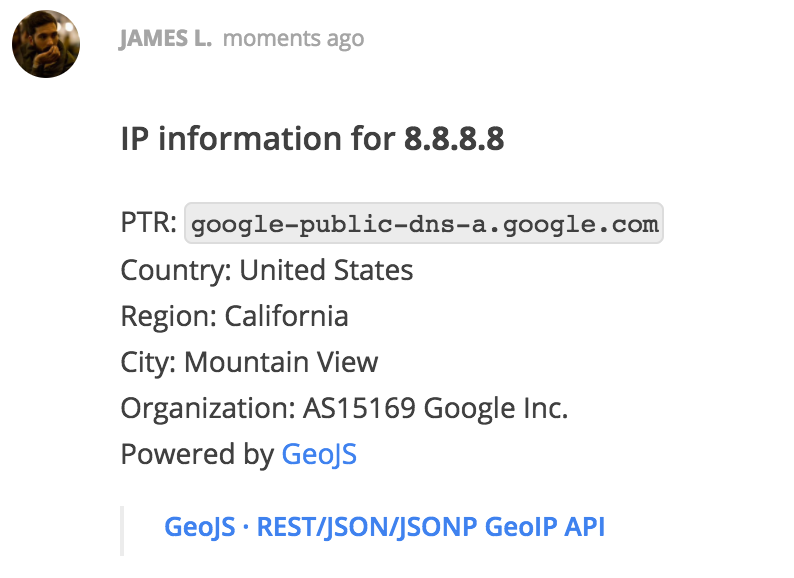 JAMES L. moments ago
IP information for 8.8.8.8
PTR: google-public-dns-a.google.com
Country: United States
Region: California
City: Mountain View
Organization: AS15169 Google Inc.
Powered by GeoJS
GeoJS · REST/JSON/JSONP GeoIP API